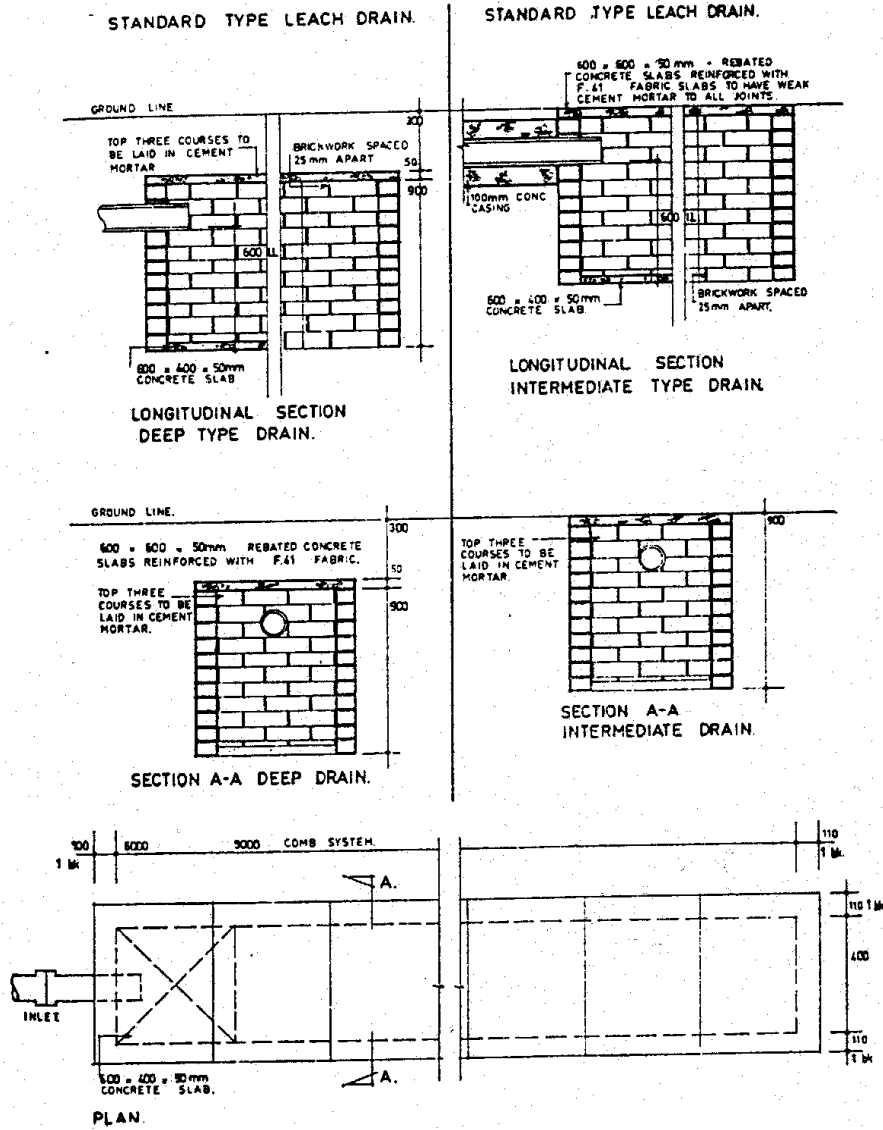 STANDARD TYPE LEACH DRAIN.
GROUND LINE
TOP THREE COURSES TO
BE LAID IN CEMENT
MORTAR
BRICKWORK SPACED
25mm APART
300
50
900
600 LL
600 x 400 x 50mm
CONCRETE SLAB
LONGITUDINAL SECTION
DEEP TYPE DRAIN.
STANDARD TYPE LEACH DRAIN.
600 x 600 x 50mm - REBATED
CONCRETE SLABS REINFORCED WITH
F.41 FABRIC. SLABS TO HAVE WEAK
CEMENT MORTAR TO ALL JOINTS.
100mm CONC
CASING
600 LL
600 x 400 x 50mm
CONCRETE SLAB.
BRICKWORK SPACED
25mm APART.
LONGITUDINAL SECTION
INTERMEDIATE TYPE DRAIN.
GROUND LINE.
600 x 600 x 50mm REBATED CONCRETE
SLABS REINFORCED WITH F.41 FABRIC.
TOP THREE
COURSES TO BE
LAID IN CEMENT
MORTAR.
300
50
900
SECTION A-A DEEP DRAIN.
TOP THREE
COURSES TO BE
LAID IN CEMENT
MORTAR.
900
SECTION A-A
INTERMEDIATE DRAIN.
1 bk
6000
9000 COMB SYSTEM.
110
1 bk.
A.
110 1 bk
400
110
1 bk
INLET
600 x 400 x 50mm
CONCRETE SLAB.
A.
PLAN.